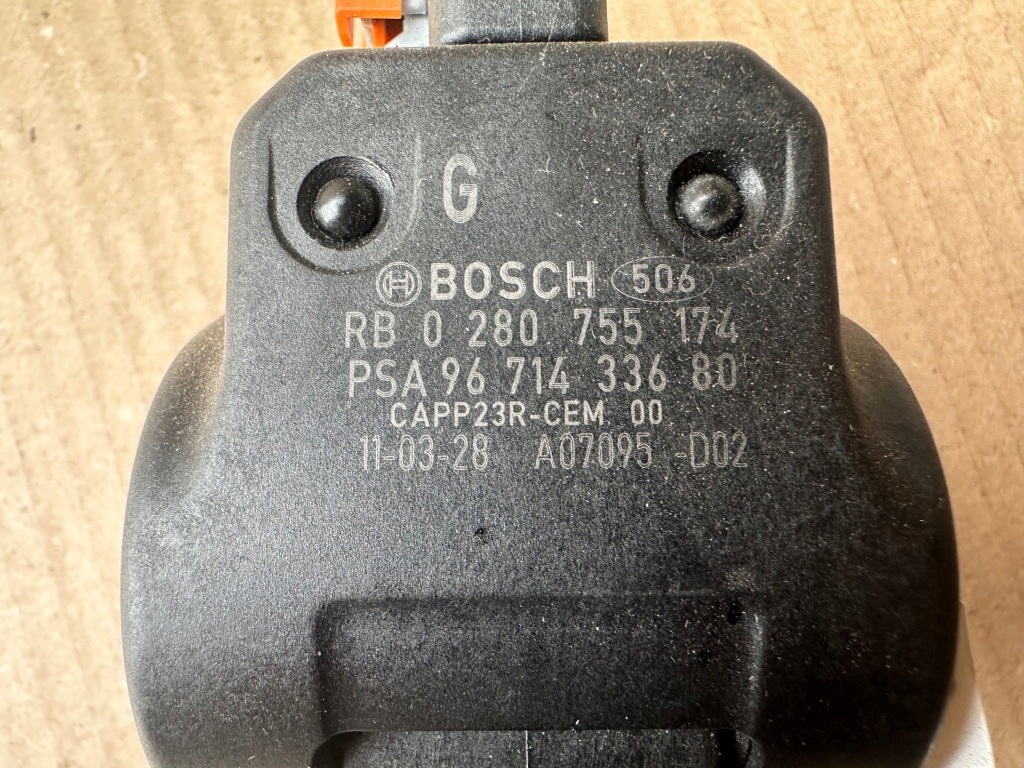 G
BOSCH 506
RB 0 280 755 174
PSA 96 714 336 80
CAPP23R-CEM 00
11-03-28 A07095 -D02